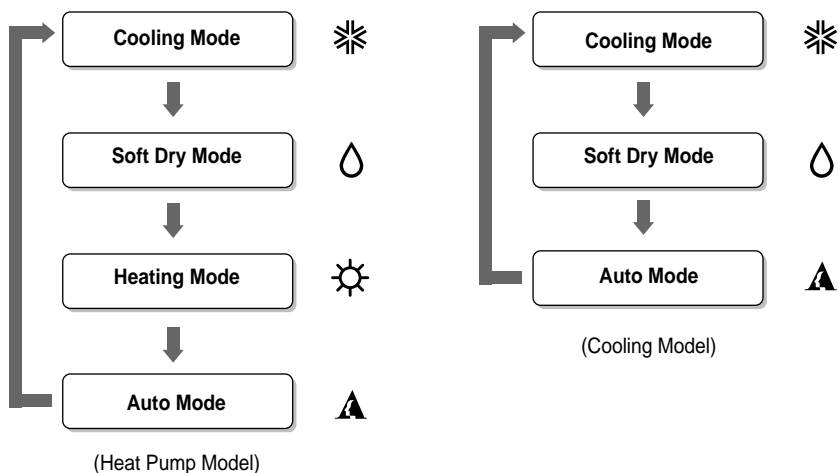 Cooling Mode
Soft Dry Mode
Heating Mode
Auto Mode
(Heat Pump Model)
Cooling Mode
Soft Dry Mode
Auto Mode
(Cooling Model)